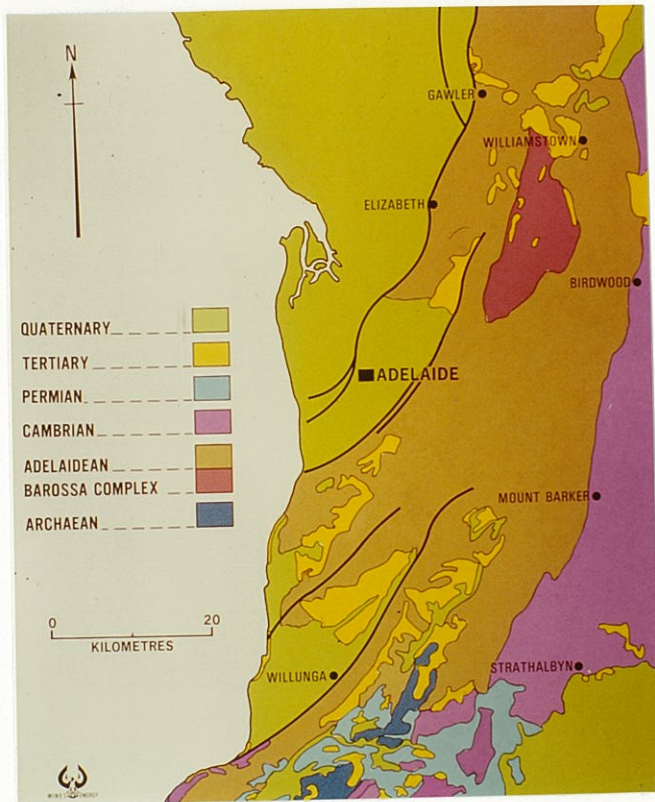 N
GAWLER
WILLIAMSTOWN
ELIZABETH
BIRDWOOD
QUATERNARY
TERTIARY
PERMIAN
CAMBRIAN
ADELAIDEAN
BAROSSA COMPLEX
ARCHAEAN
ADELAIDE
MOUNT BARKER
0 20
KILOMETRES
WILLUNGA
STRATHALBYN